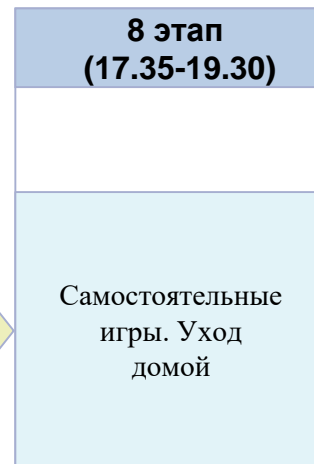 8 этап
(17.35-19.30)
Самостоятельные
игры. Уход
домой